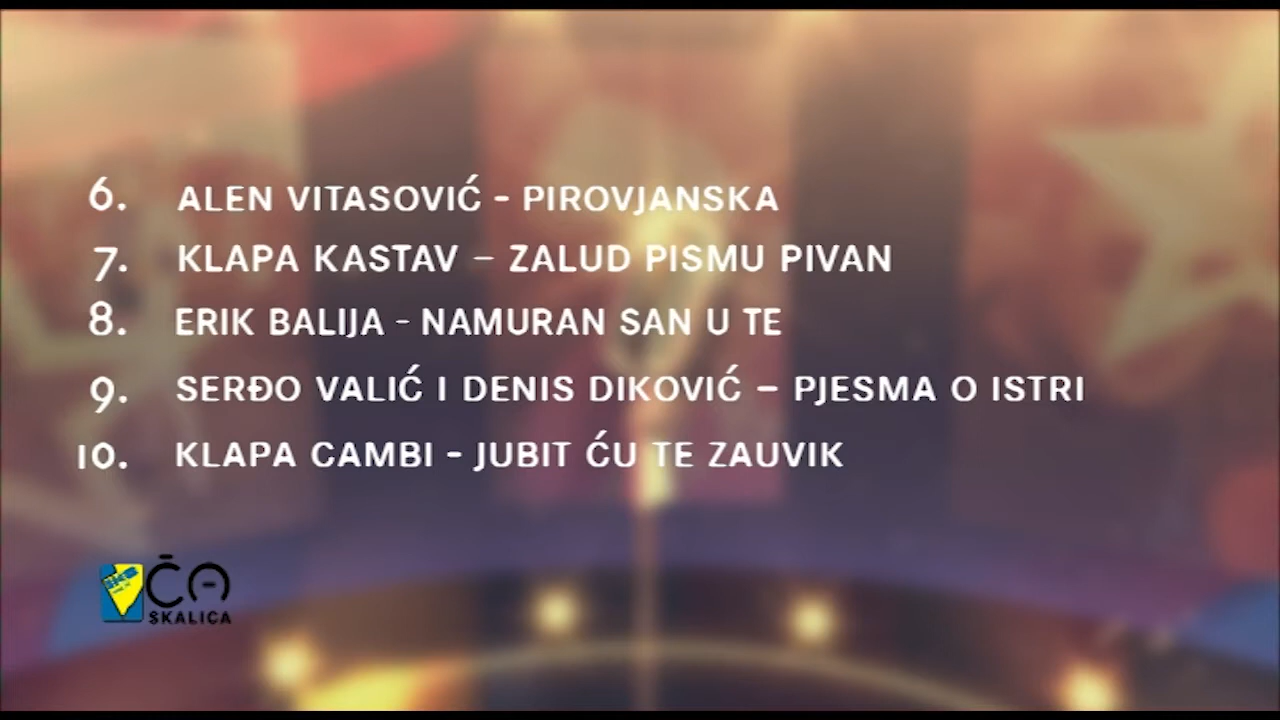 6. ALEN VITASOVIĆ - PIROVJANSKA
7. KLAPA KASTAV – ZALUD PISMU PIVAN
8. ERIK BALIJA - NAMURAN SAN U TE
9. SERĐO VALIĆ I DENIS DIKOVIĆ – PJESMA O ISTRI
10. KLAPA CAMBI - JUBIT ĆU TE ZAUVIK
ČA
SKALICA